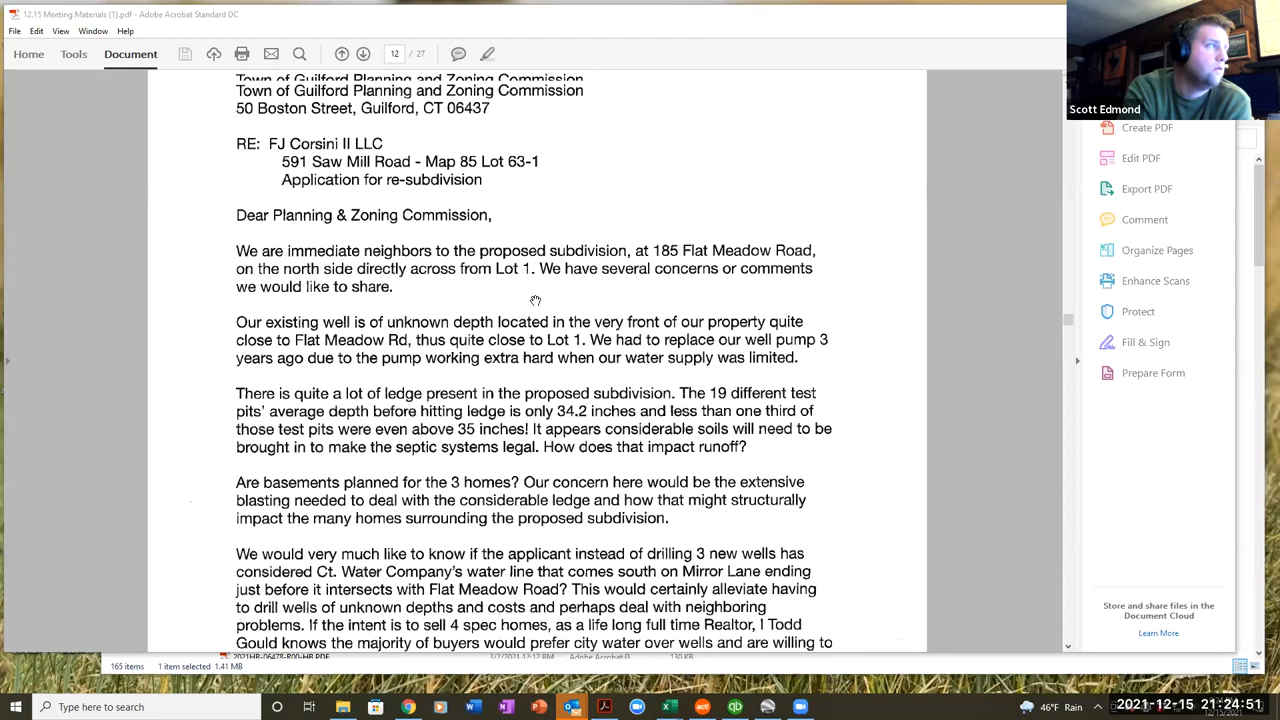 12.15 Meeting Materials (1).pdf - Adobe Acrobat Standard DC
File Edit View Window Help
Home Tools Document 12 / 27
Town of Guilford Planning and Zoning Commission
Town of Guilford Planning and Zoning Commission
50 Boston Street, Guilford, CT 06437
RE: FJ Corsini II LLC
591 Saw Mill Road - Map 85 Lot 63-1
Application for re-subdivision
Dear Planning & Zoning Commission,
We are immediate neighbors to the proposed subdivision, at 185 Flat Meadow Road,
on the north side directly across from Lot 1. We have several concerns or comments
we would like to share.
Our existing well is of unknown depth located in the very front of our property quite
close to Flat Meadow Rd, thus quite close to Lot 1. We had to replace our well pump 3
years ago due to the pump working extra hard when our water supply was limited.
There is quite a lot of ledge present in the proposed subdivision. The 19 different test
pits' average depth before hitting ledge is only 34.2 inches and less than one third of
those test pits were even above 35 inches! It appears considerable soils will need to be
brought in to make the septic systems legal. How does that impact runoff?
Are basements planned for the 3 homes? Our concern here would be the extensive
blasting needed to deal with the considerable ledge and how that might structurally
impact the many homes surrounding the proposed subdivision.
We would very much like to know if the applicant instead of drilling 3 new wells has
considered Ct. Water Company's water line that comes south on Mirror Lane ending
just before it intersects with Flat Meadow Road? This would certainly alleviate having
to drill wells of unknown depths and costs and perhaps deal with neighboring
problems. If the intent is to sell 4 spec homes, as a life long full time Realtor, I Todd
Gould knows the majority of buyers would prefer city water over wells and are willing to
Scott Edmond
Create PDF
Edit PDF
Export PDF
Comment
Organize Pages
Enhance Scans
Protect
Fill & Sign
Prepare Form
Store and share files in the
Document Cloud
Learn More
2021HB-06478-R00-HB.PDF 3/2/2021 12:12 PM Adobe Acrobat D 130 KB
165 items 1 item selected 1.41 MB
Type here to search
46°F Rain
2021-12-15 21:24:51